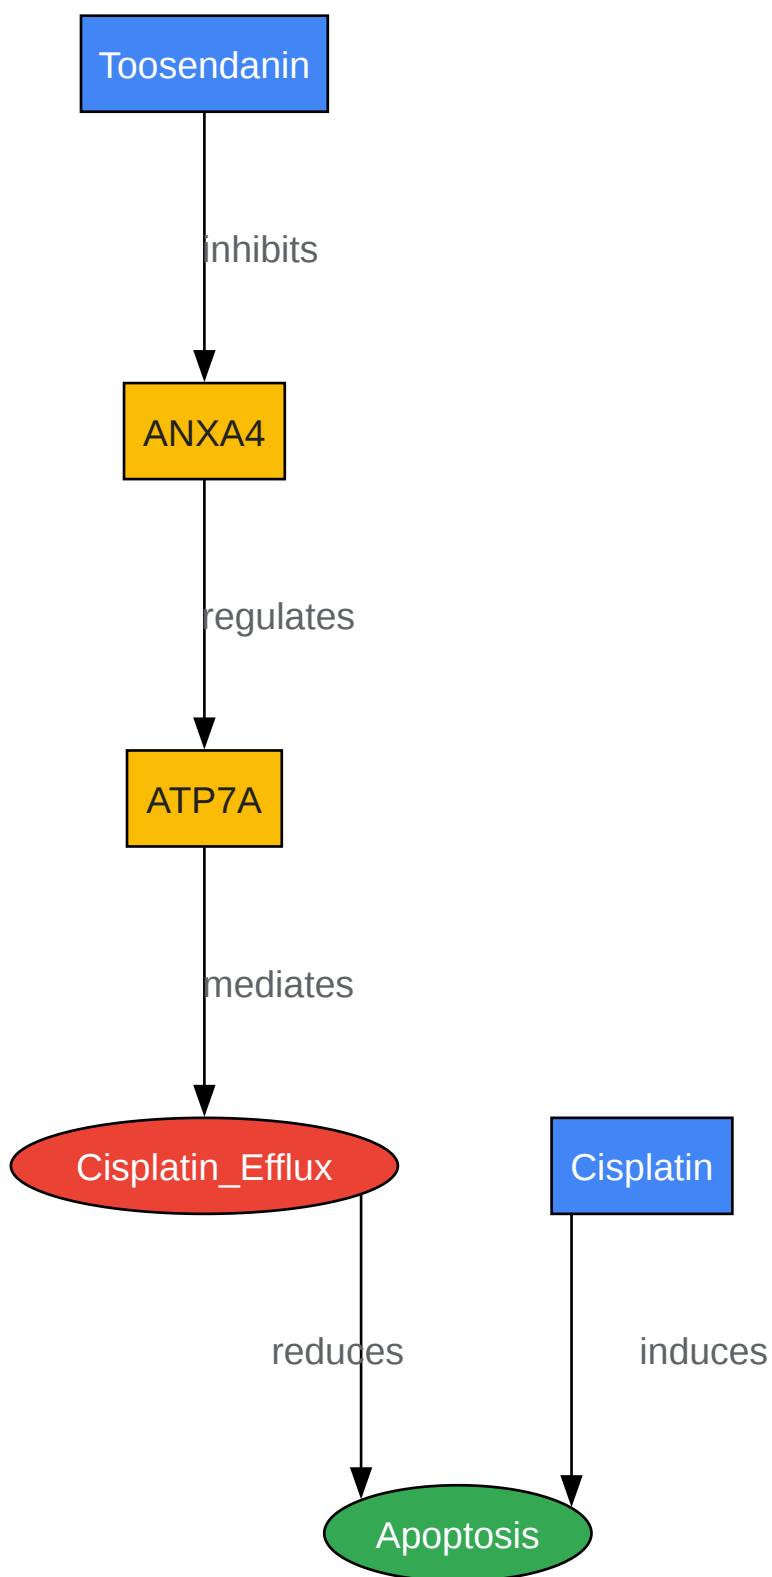 Toosendanin
inhibits
ANXA4
regulates
ATP7A
mediates
Cisplatin_Efflux
Cisplatin
reduces
induces
Apoptosis